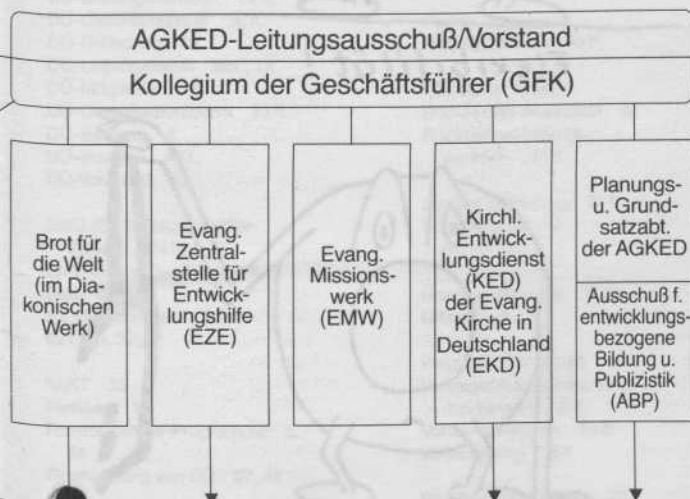 AGKED-Leitungsausschuß/Vorstand
Kollegium der Geschäftsführer (GFK)
Brot für
die Welt
(im Dia-
konischen
Werk)
Evang.
Zentral-
stelle für
Entwick-
lungshilfe
(EZE)
Evang.
Missions-
werk
(EMW)
Kirchl.
Entwick-
lungsdienst
(KED)
der Evang.
Kirche in
Deutschland
(EKD)
Planungs-
u. Grund-
satzabt.
der AGKED
Ausschuß f.
entwicklungs-
bezogene
Bildung u.
Publizistik
(ABP)